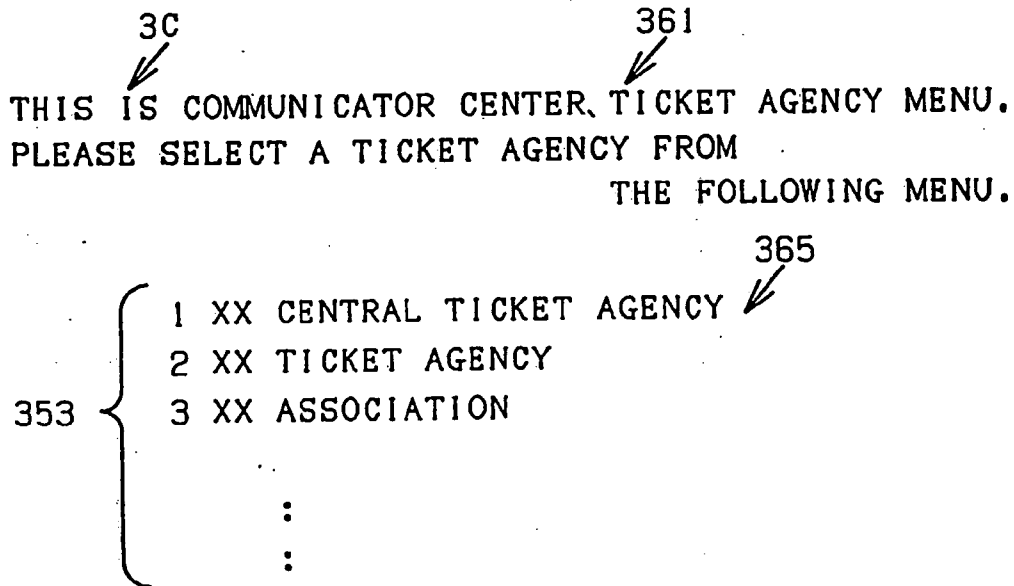 3C 361
THIS IS COMMUNICATOR CENTER、TICKET AGENCY MENU.
PLEASE SELECT A TICKET AGENCY FROM
THE FOLLOWING MENU.
365
1 XX CENTRAL TICKET AGENCY
2 XX TICKET AGENCY
353 3 XX ASSOCIATION
:
: